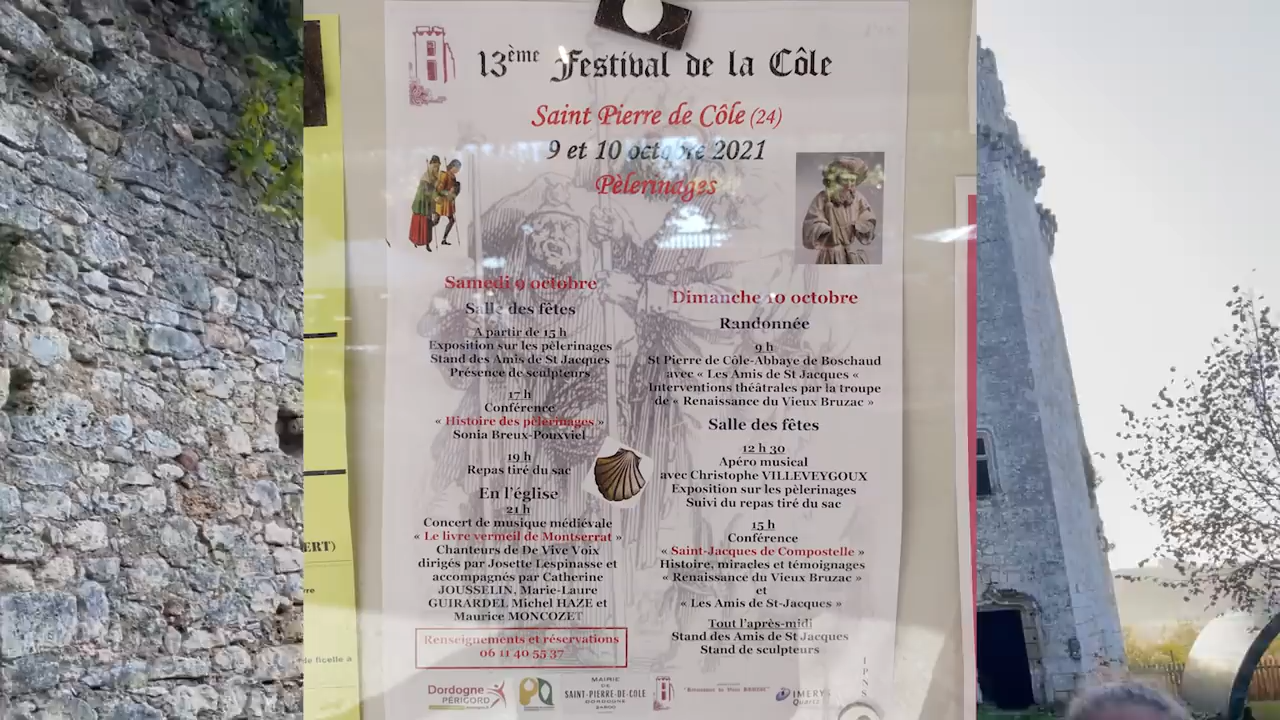 13ème Festival de la Côle
Saint Pierre de Côle (24)
9 et 10 octobre 2021
Pèlerinages
Samedi 9 octobre
Salle des fêtes
A partir de 15 h
Exposition sur les pèlerinages
Stand des Amis de St Jacques
Présence de sculpteurs
17 h
Conférence
« Histoire des pèlerinages »
Sonia Breux-Pouxviel
19 h
Repas tiré du sac
En l'église
21 h
Concert de musique médiévale
« Le livre vermeil de Montserrat »
Chanteurs de De Vive Voix
dirigés par Josette Lespinasse et
accompagnés par Catherine
JOUSSELIN, Marie-Laure
GUIRARDEL Michel HAZE et
Maurice MONCOZET
Renseignements et réservations
06 11 40 55 37
Dimanche 10 octobre
Randonnée
9 h
St Pierre de Côle-Abbaye de Boschaud
avec « Les Amis de St Jacques «
Interventions théâtrales par la troupe
de « Renaissance du Vieux Bruzac »
Salle des fêtes
12 h 30
Apéro musical
avec Christophe VILLEVEYGOUX
Exposition sur les pèlerinages
Suivi du repas tiré du sac
15 h
Conférence
« Saint-Jacques de Compostelle »
Histoire, miracles et témoignages
« Renaissance du Vieux Bruzac »
et
« Les Amis de St-Jacques »
Tout l'après-midi
Stand des Amis de St Jacques
Stand de sculpteurs
Dordogne
PÉRIGORD
MAIRIE
DE
SAINT-PIERRE-DE-COLE
DORDOGNE
24800
IMERYS
Quartz
ERT)
te ficelle à